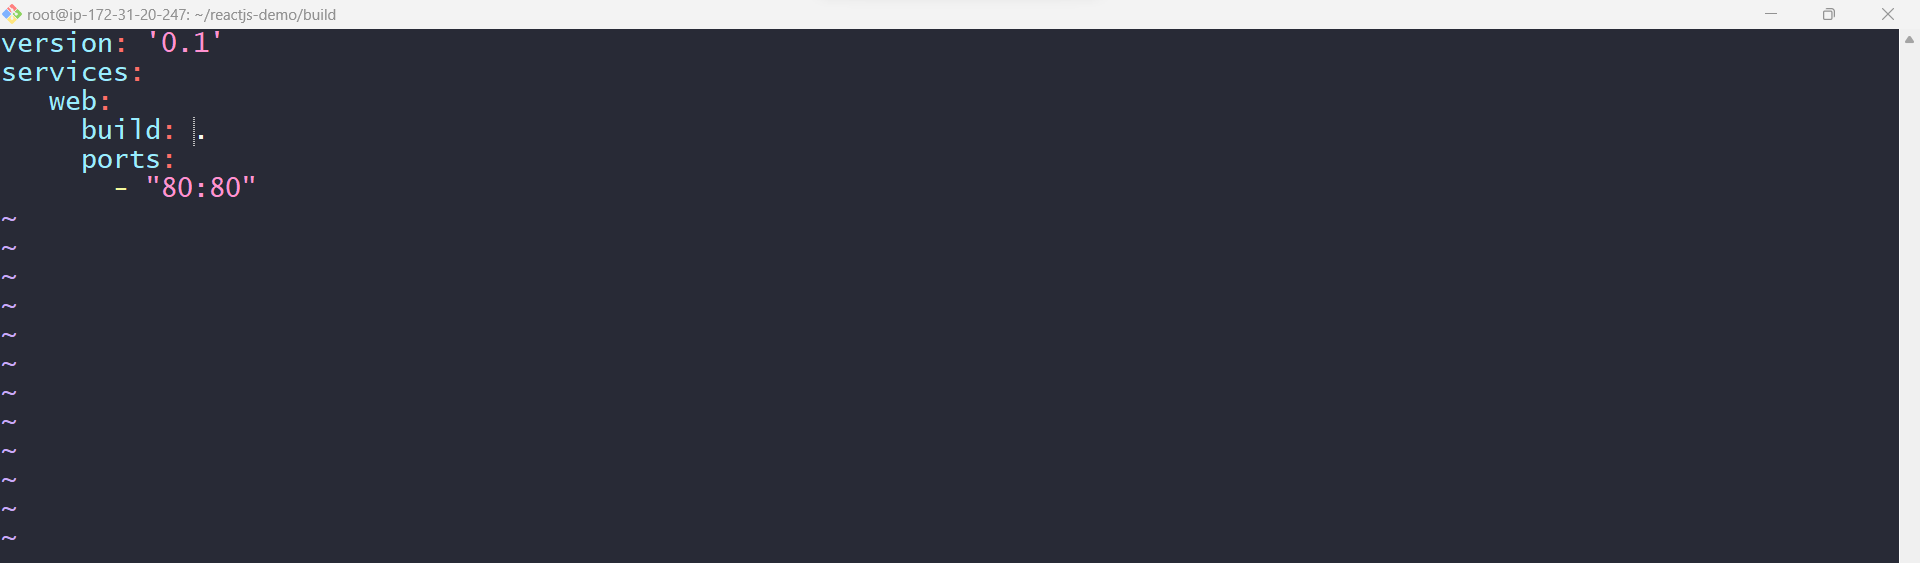 root@ip-172-31-20-247: ~/reactjs-demo/build
version: '0.1'
services:
   web:
     build: .
     ports:
       - "80:80"
~
~
~
~
~
~
~
~
~
~
~
~